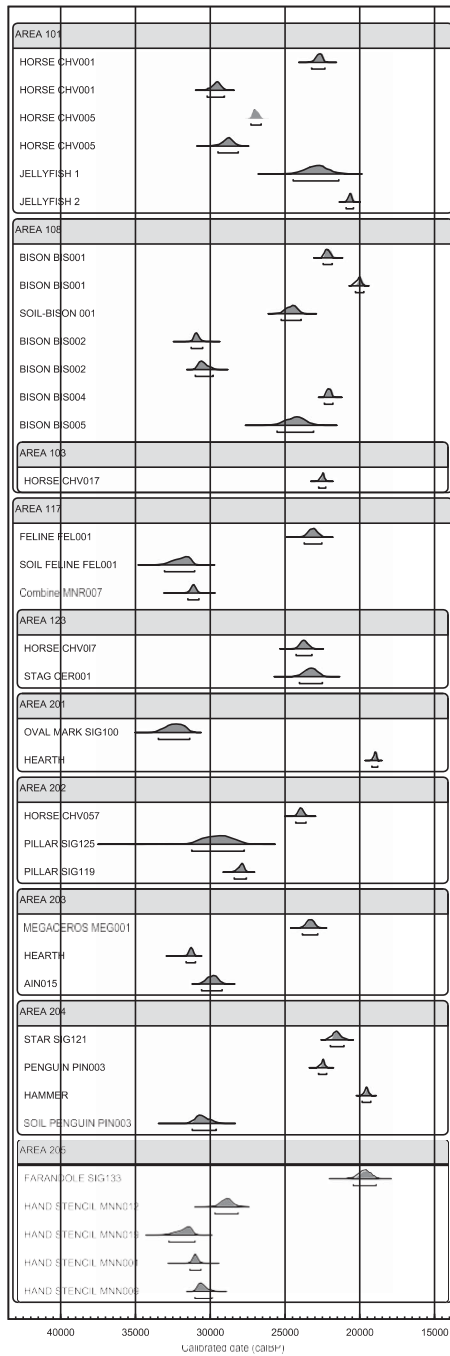 AREA 101
HORSE CHV001
HORSE CHV001
HORSE CHV005
HORSE CHV005
JELLYFISH 1
JELLYFISH 2
AREA 108
BISON BIS001
BISON BIS001
SOIL-BISON 001
BISON BIS002
BISON BIS002
BISON BIS004
BISON BIS005
AREA 103
HORSE CHV017
AREA 117
FELINE FEL001
SOIL FELINE FEL001
Combine MNR007
AREA 123
HORSE CHV0I7
STAG CER001
AREA 201
OVAL MARK SIG100
HEARTH
AREA 202
HORSE CHV057
PILLAR SIG125
PILLAR SIG119
AREA 203
MEGACEROS MEG001
HEARTH
AIN015
AREA 204
STAR SIG121
PENGUIN PIN003
HAMMER
SOIL PENGUIN PIN003
AREA 205
FARANDOLE SIG133
HAND STENCIL MNN012
HAND STENCIL MNN019
HAND STENCIL MNN001
HAND STENCIL MNN009
40000 35000 30000 25000 20000 15000
Calibrated date (calBP)